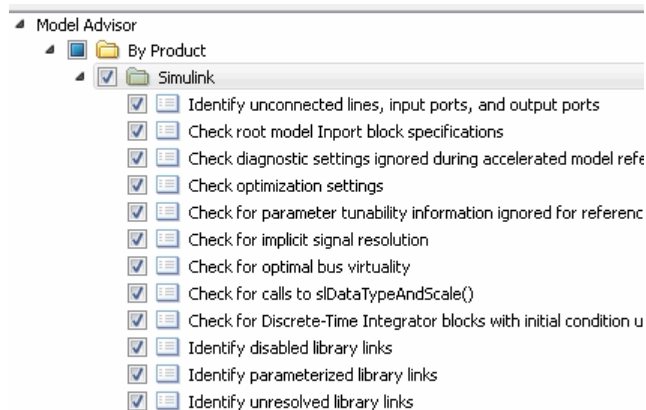 Model Advisor
By Product
Simulink
Identify unconnected lines, input ports, and output ports
Check root model Inport block specifications
Check diagnostic settings ignored during accelerated model refe
Check optimization settings
Check for parameter tunability information ignored for referenc
Check for implicit signal resolution
Check for optimal bus virtuality
Check for calls to slDataTypeAndScale()
Check for Discrete-Time Integrator blocks with initial condition u
Identify disabled library links
Identify parameterized library links
Identify unresolved library links